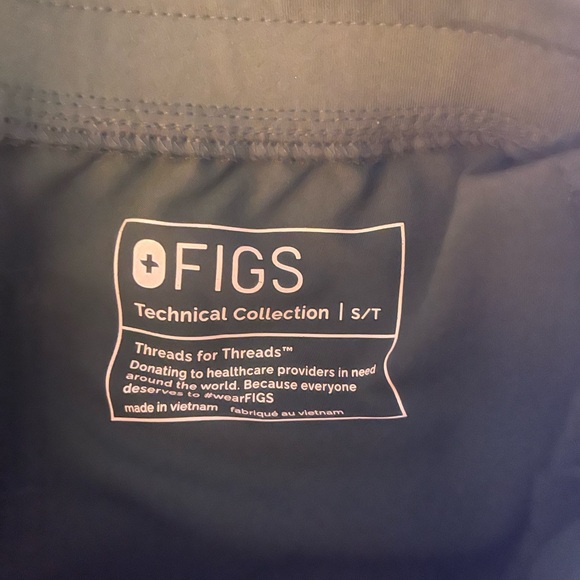 FIGS
Technical Collection | S/T
Threads for Threads™
Donating to healthcare providers in need
around the world. Because everyone
deserves to #wearFIGS
made in vietnam fabriqué au vietnam